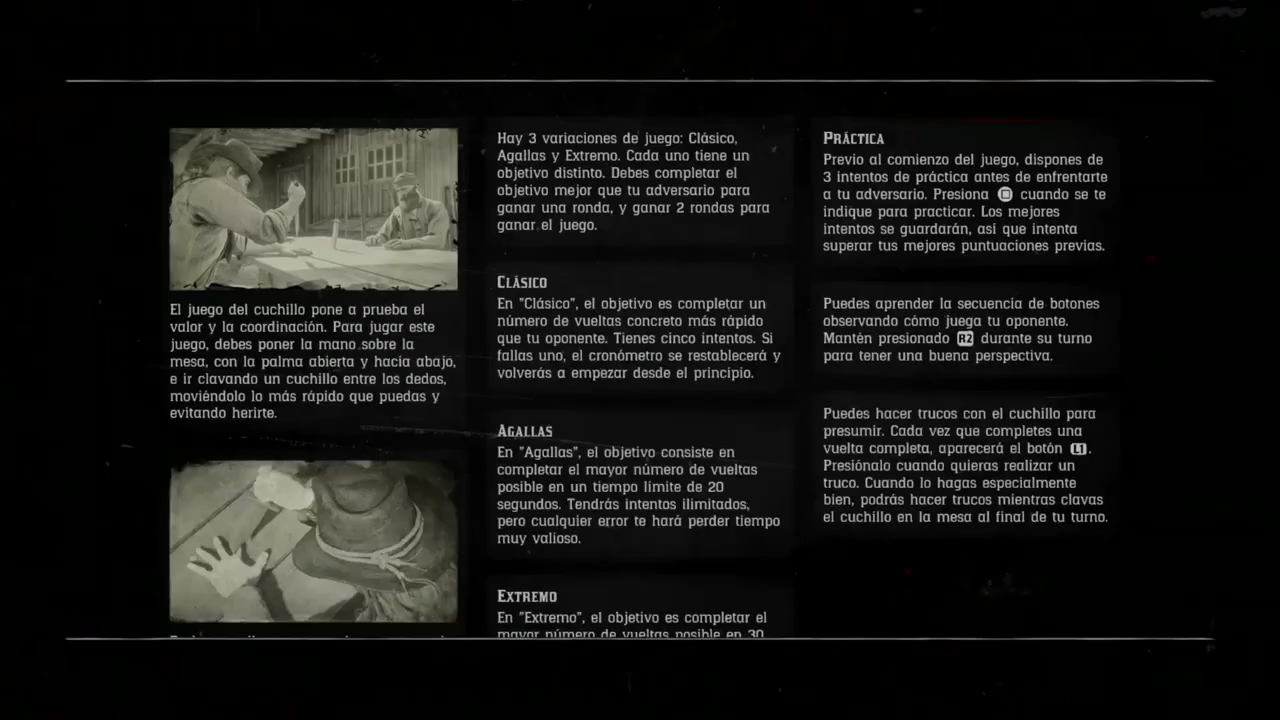 El juego del cuchillo pone a prueba el
valor y la coordinación. Para jugar este
juego, debes poner la mano sobre la
mesa, con la palma abierta y hacia abajo,
e ir clavando un cuchillo entre los dedos,
moviéndolo lo más rápido que puedas y
evitando herirte.
Hay 3 variaciones de juego: Clásico,
Agallas y Extremo. Cada uno tiene un
objetivo distinto. Debes completar el
objetivo mejor que tu adversario para
ganar una ronda, y ganar 2 rondas para
ganar el juego.
CLÁSICO
En "Clásico", el objetivo es completar un
número de vueltas concreto más rápido
que tu oponente. Tienes cinco intentos. Si
fallas uno, el cronómetro se restablecerá y
volverás a empezar desde el principio.
AGALLAS
En "Agallas", el objetivo consiste en
completar el mayor número de vueltas
posible en un tiempo límite de 20
segundos. Tendrás intentos ilimitados,
pero cualquier error te hará perder tiempo
muy valioso.
EXTREMO
En "Extremo", el objetivo es completar el
mayor número de vueltas posible en 30
PRÁCTICA
Previo al comienzo del juego, dispones de
3 intentos de práctica antes de enfrentarte
a tu adversario. Presiona cuando se te
indique para practicar. Los mejores
intentos se guardarán, así que intenta
superar tus mejores puntuaciones previas.
Puedes aprender la secuencia de botones
observando cómo juega tu oponente.
Mantén presionado R2 durante su turno
para tener una buena perspectiva.
Puedes hacer trucos con el cuchillo para
presumir. Cada vez que completes una
vuelta completa, aparecerá el botón L1.
Presiónalo cuando quieras realizar un
truco. Cuando lo hagas especialmente
bien, podrás hacer trucos mientras clavas
el cuchillo en la mesa al final de tu turno.